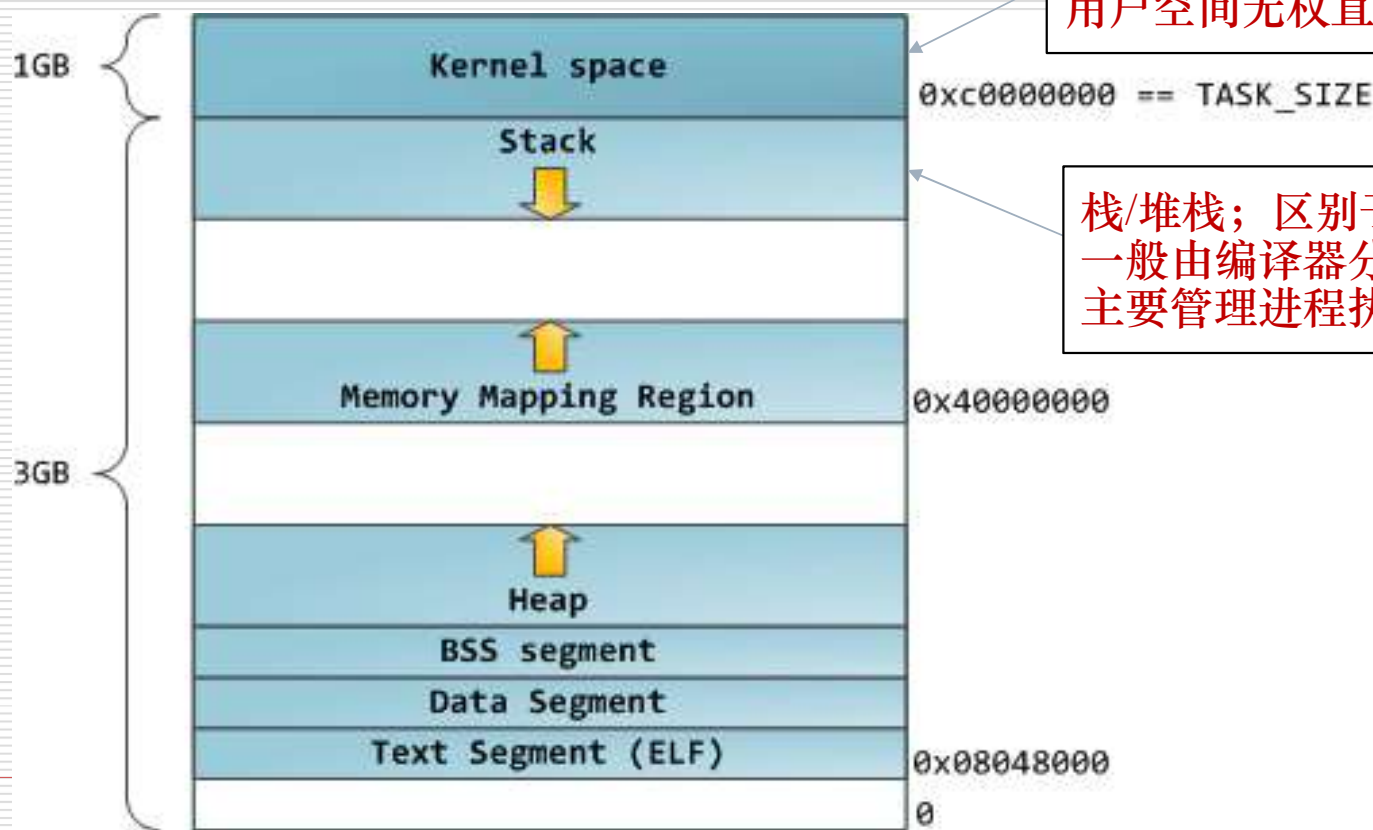 用户空间无权直
1GB
Kernel space
0xc0000000 == TASK_SIZE
Stack
栈/堆栈；区别
一般由编译器分
主要管理进程执
Memory Mapping Region
0x40000000
3GB
Heap
BSS segment
Data Segment
Text Segment (ELF)
0x08048000
0